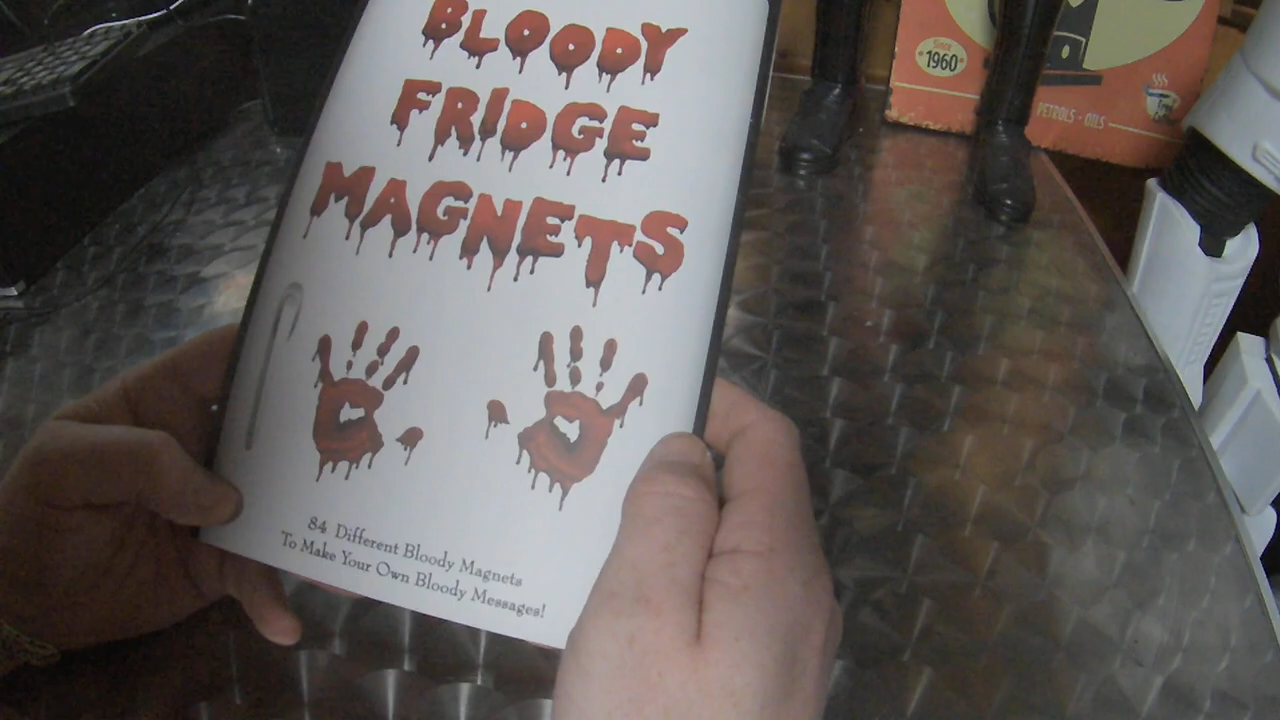 BLOODY
FRIDGE
MAGNETS
84 Different Bloody Magnets
To Make Your Own Bloody Messages!
Since
1960
PETROLS • OILS